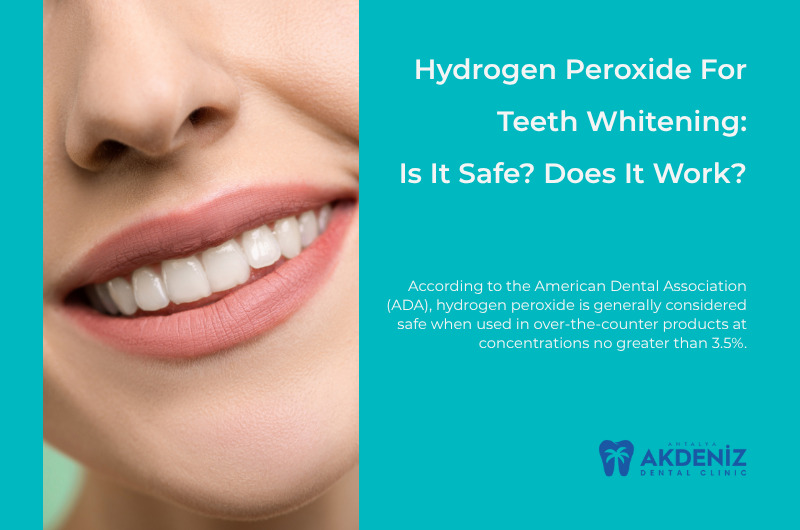 Hydrogen Peroxide For
Teeth Whitening:
Is It Safe? Does It Work?
According to the American Dental Association
(ADA), hydrogen peroxide is generally considered
safe when used in over-the-counter products at
concentrations no greater than 3.5%.
ANTALYA
AKDENİZ
DENTAL CLINIC